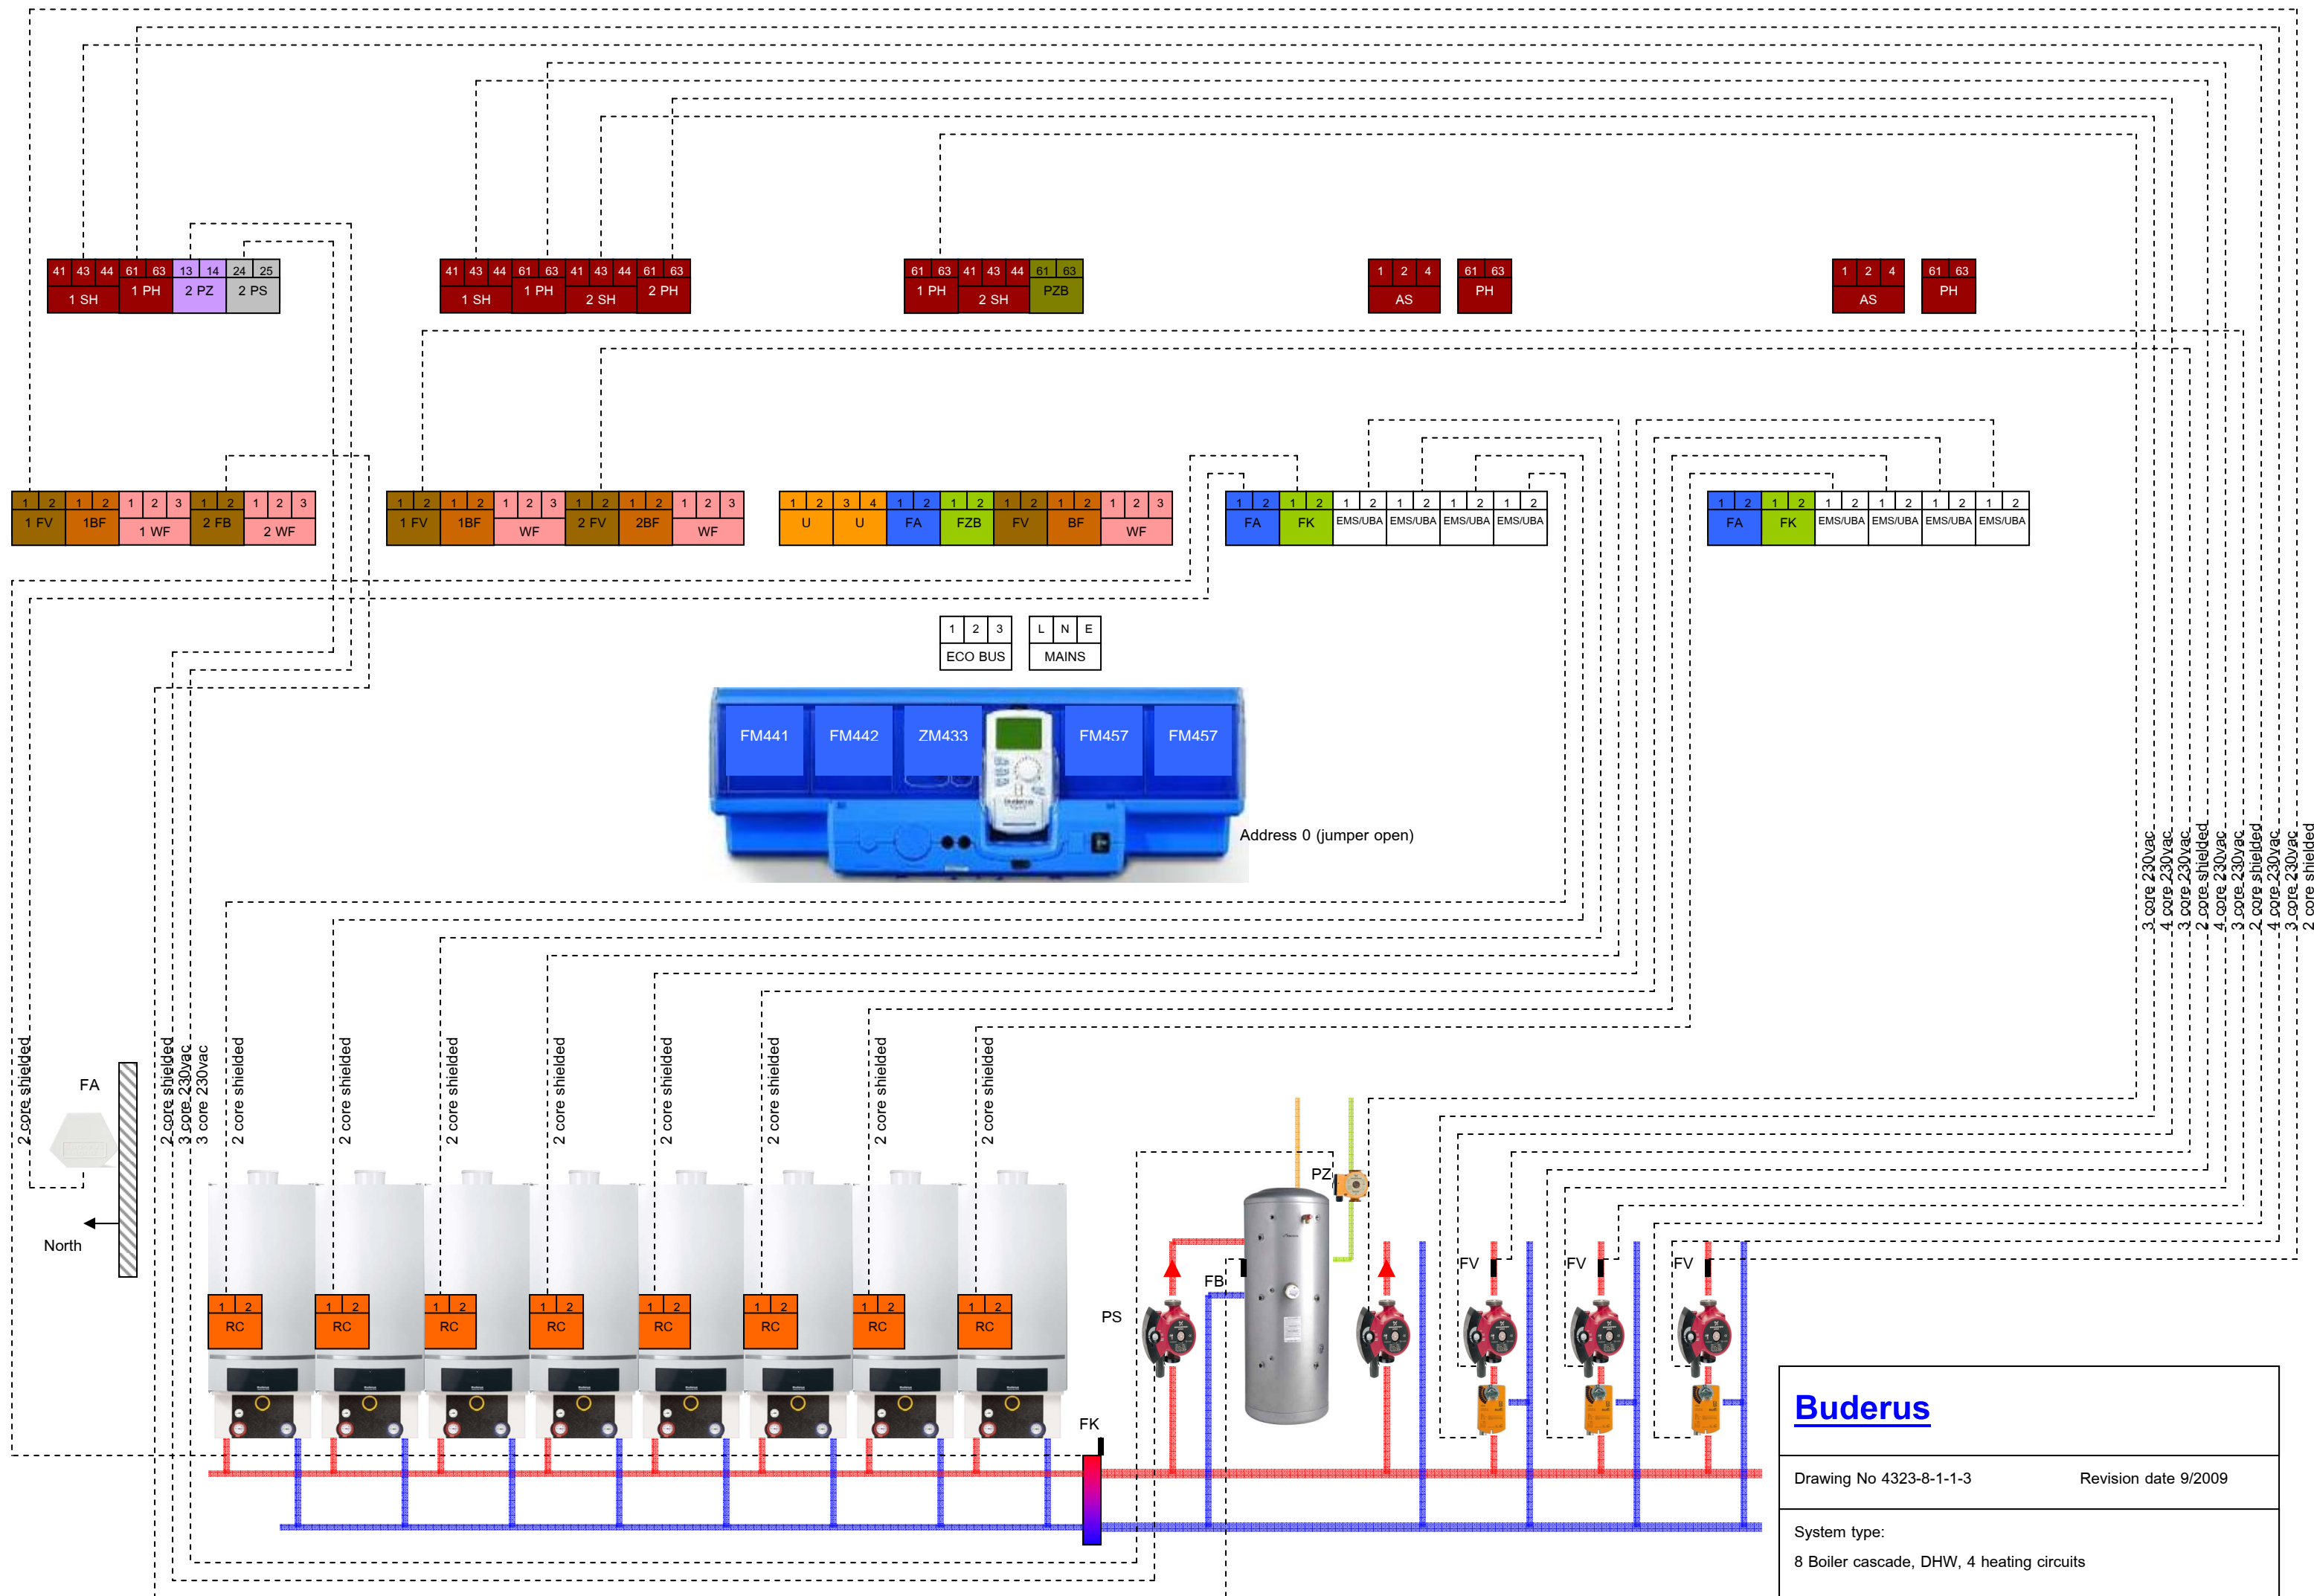 41 43 44 61 63 13 14 24 25
1 SH 1 PH 2 PZ 2 PS
41 43 44 61 63 41 43 44 61 63
1 SH 1 PH 2 SH 2 PH
61 63 41 43 44 61 63
1 PH 2 SH PZB
1 2 4 61 63
AS PH
1 2 4 61 63
AS PH
1 2 1 2 1 2 3 1 2 1 2 3
1 FV 1BF 1 WF 2 FB 2 WF
1 2 1 2 1 2 3 1 2 1 2 1 2 3
1 FV 1BF WF 2 FV 2BF WF
1 2 3 4 1 2 1 2 1 2 1 2 1 2 3
U U FA FZB FV BF WF
1 2 1 2 1 2 1 2 1 2 1 2
FA FK EMS/UBA EMS/UBA EMS/UBA EMS/UBA
1 2 1 2 1 2 1 2 1 2 1 2
FA FK EMS/UBA EMS/UBA EMS/UBA EMS/UBA
1 2 3 L N E
ECO BUS MAINS
FM441 FM442 ZM433 FM457 FM457
Address 0 (jumper open)
3 core 230vac
4 core 230vac
3 core 230vac
2 core shielded
4 core 230vac
3 core 230vac
2 core shielded
4 core 230vac
3 core 230vac
2 core shielded
2 core shielded
FA
North
2 core shielded
3 core 230vac
3 core 230vac
2 core shielded
2 core shielded
2 core shielded
2 core shielded
2 core shielded
2 core shielded
2 core shielded
2 core shielded
1 2 1 2 1 2 1 2 1 2 1 2 1 2 1 2
RC RC RC RC RC RC RC RC
PZ
FB
PS
FK
FV FV FV
Buderus
Drawing No 4323-8-1-1-3 Revision date 9/2009
System type:
8 Boiler cascade, DHW, 4 heating circuits